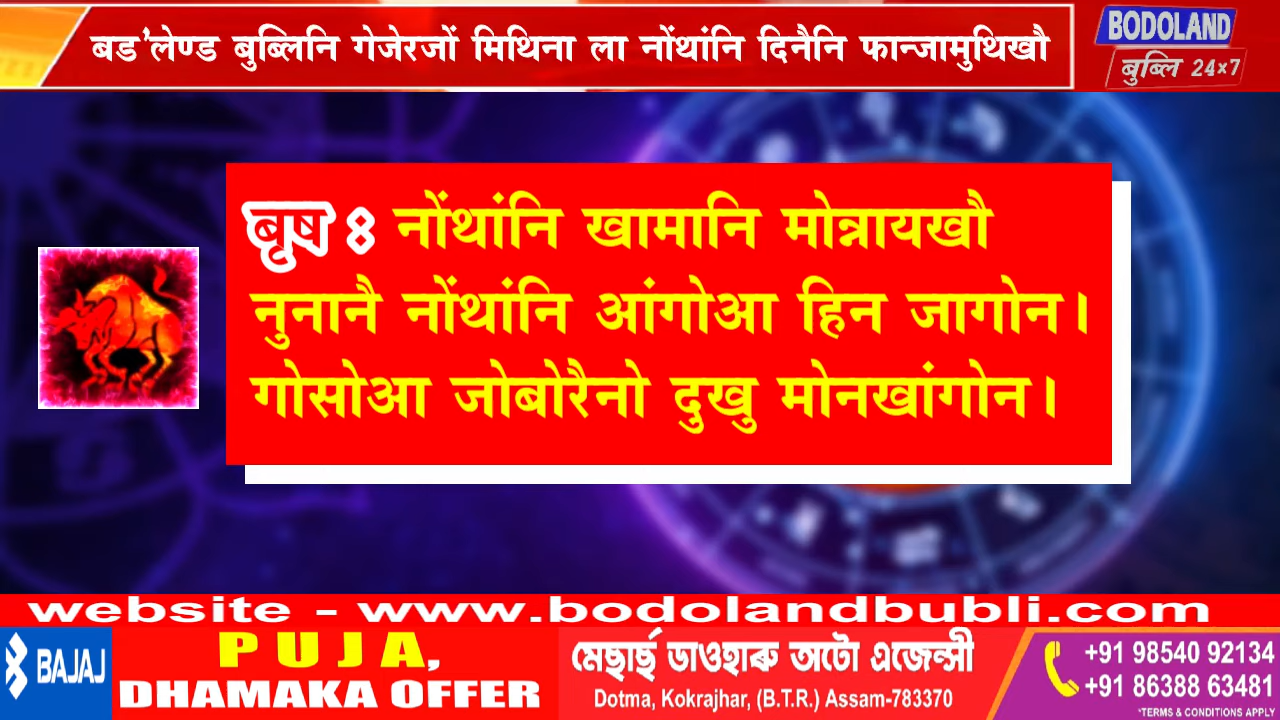 बड'लेण्ड बुब्लिनि गेजेरजों मिथिना ला नोंथांनि दिनैनि फान्जामुथिखौ
BODOLAND
बुब्लि 24×7
बृष : नोंथांनि खामानि मोन्नायखौ
नुनानै नोंथांनि आंगोआ हिन जागोन।
गोसोआ जोबोरैनो दुखु मोनखांगोन।
website - www.bodolandbubli.com
BAJAJ
PUJA,
DHAMAKA OFFER
মেছাৰ্ছ ডাওহাৰু অটো এজেন্সী
Dotma, Kokrajhar, (B.T.R.) Assam-783370
+91 98540 92134
+91 86388 63481
*TERMS & CONDITIONS APPLY